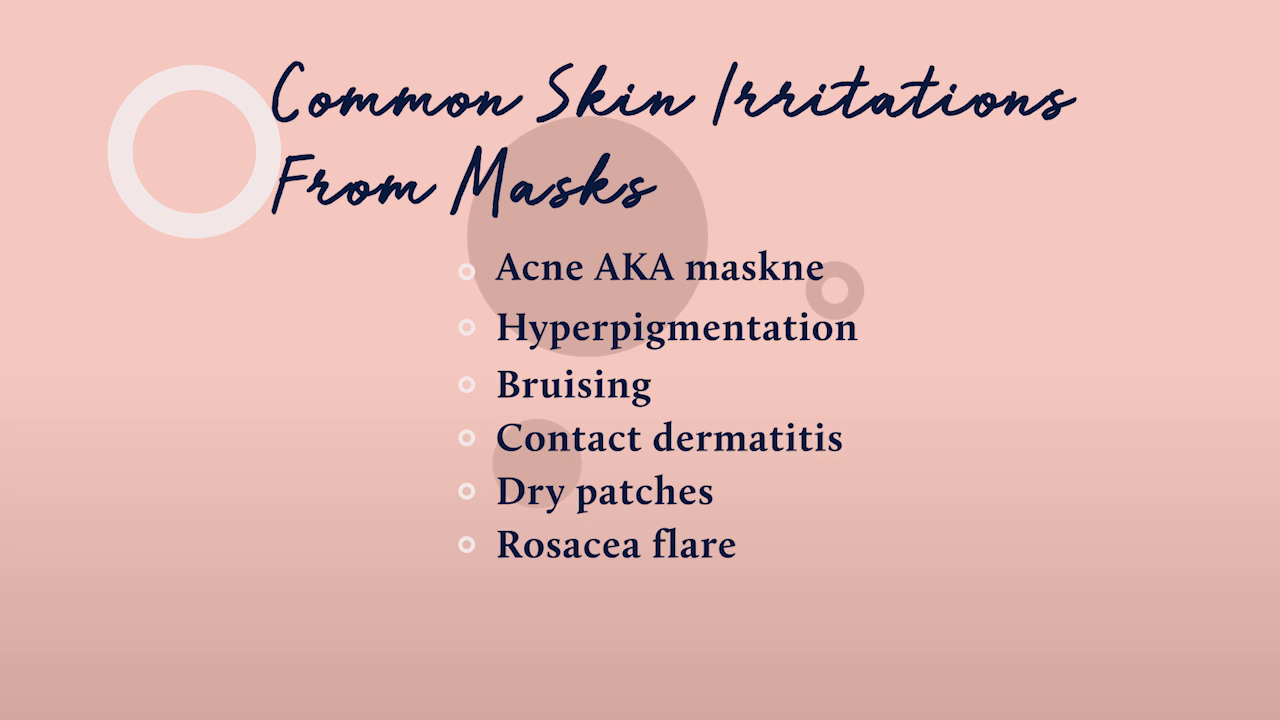 Common Skin Irritations
From Masks
Acne AKA maskne
Hyperpigmentation
Bruising
Contact dermatitis
Dry patches
Rosacea flare